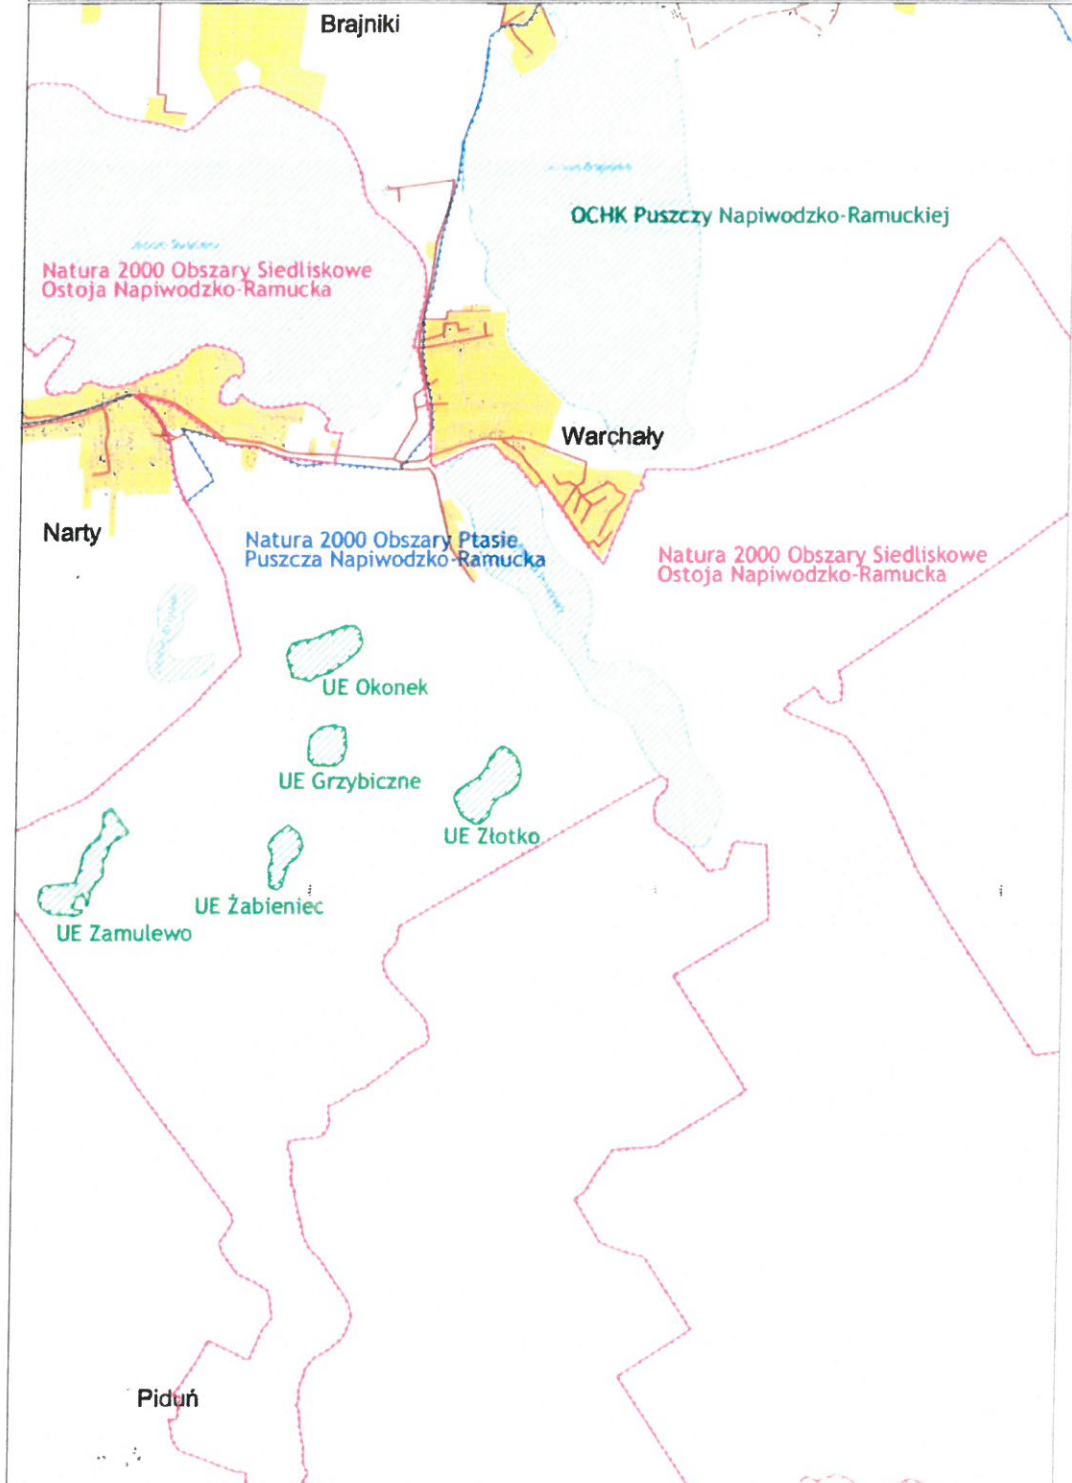 Brajniki
OCHK Puszczy Napiwodzko-Ramuckiej
Natura 2000 Obszary Siedliskowe
Ostoja Napiwodzko-Ramucka
Warchały
Narty
Natura 2000 Obszary Ptasie
Puszcza Napiwodzko-Ramucka
Natura 2000 Obszary Siedliskowe
Ostoja Napiwodzko-Ramucka
UE Okonek
UE Grzybiczne
UE Złotko
UE Żabieniec
UE Zamulewo
Piduń